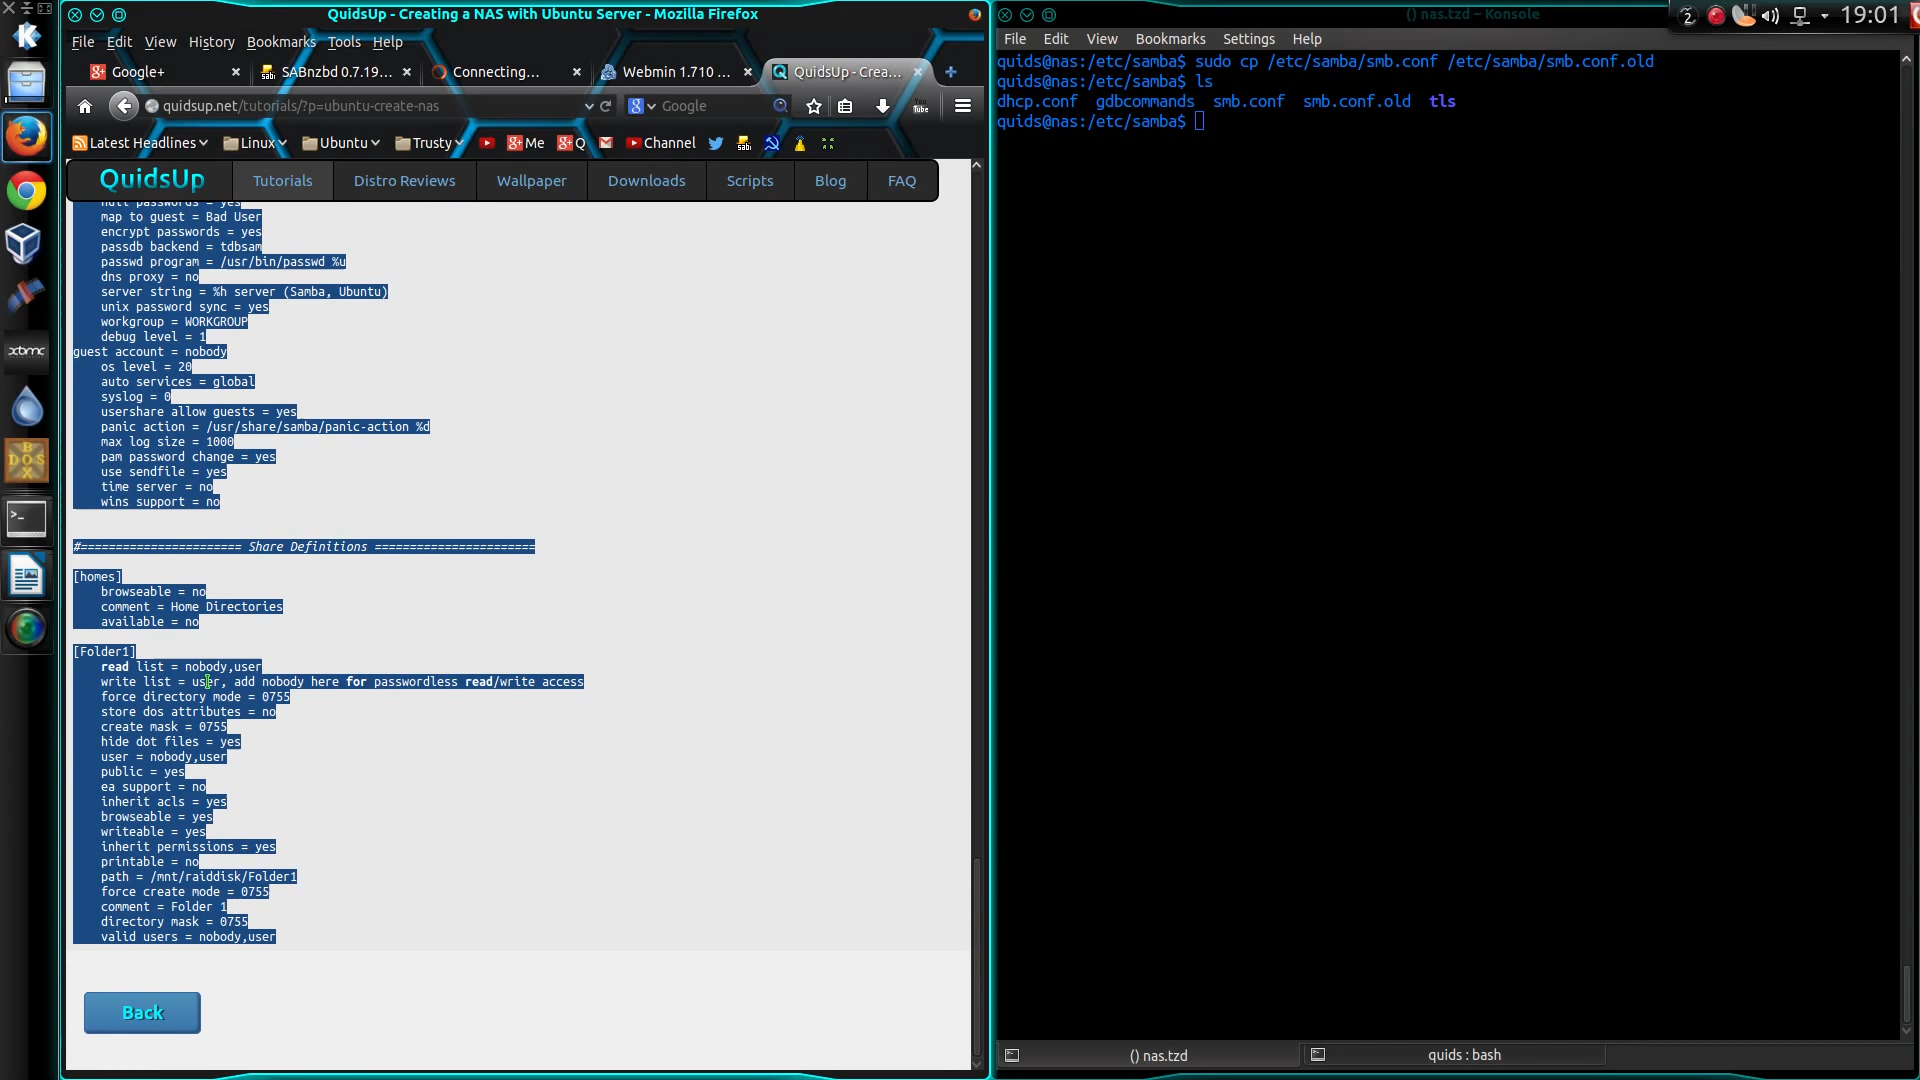 QuidsUp - Creating a NAS with Ubuntu Server - Mozilla Firefox
File Edit View History Bookmarks Tools Help
Google+ SABnzbd 0.7.19... Connecting... Webmin 1.710 ... QuidsUp - Crea...
quidsup.net/tutorials/?p=ubuntu-create-nas Google
Latest Headlines Linux Ubuntu Trusty Me Q Channel
QuidsUp Tutorials Distro Reviews Wallpaper Downloads Scripts Blog FAQ
null passwords = yes
map to guest = Bad User
encrypt passwords = yes
passdb backend = tdbsam
passwd program = /usr/bin/passwd %u
dns proxy = no
server string = %h server (Samba, Ubuntu)
unix password sync = yes
workgroup = WORKGROUP
debug level = 1
guest account = nobody
os level = 20
auto services = global
syslog = 0
usershare allow guests = yes
panic action = /usr/share/samba/panic-action %d
max log size = 1000
pam password change = yes
use sendfile = yes
time server = no
wins support = no
#======================= Share Definitions =======================
[homes]
browseable = no
comment = Home Directories
available = no
[Folder1]
read list = nobody,user
write list = user, add nobody here for passwordless read/write access
force directory mode = 0755
store dos attributes = no
create mask = 0755
hide dot files = yes
user = nobody,user
public = yes
ea support = no
inherit acls = yes
browseable = yes
writeable = yes
inherit permissions = yes
printable = no
path = /mnt/raiddisk/Folder1
force create mode = 0755
comment = Folder 1
directory mask = 0755
valid users = nobody,user
Back
() nas.tzd – Konsole
2 19:01
File Edit View Bookmarks Settings Help
quids@nas:/etc/samba$ sudo cp /etc/samba/smb.conf /etc/samba/smb.conf.old
quids@nas:/etc/samba$ ls
dhcp.conf gdbcommands smb.conf smb.conf.old tls
quids@nas:/etc/samba$
() nas.tzd quids : bash
xbmc